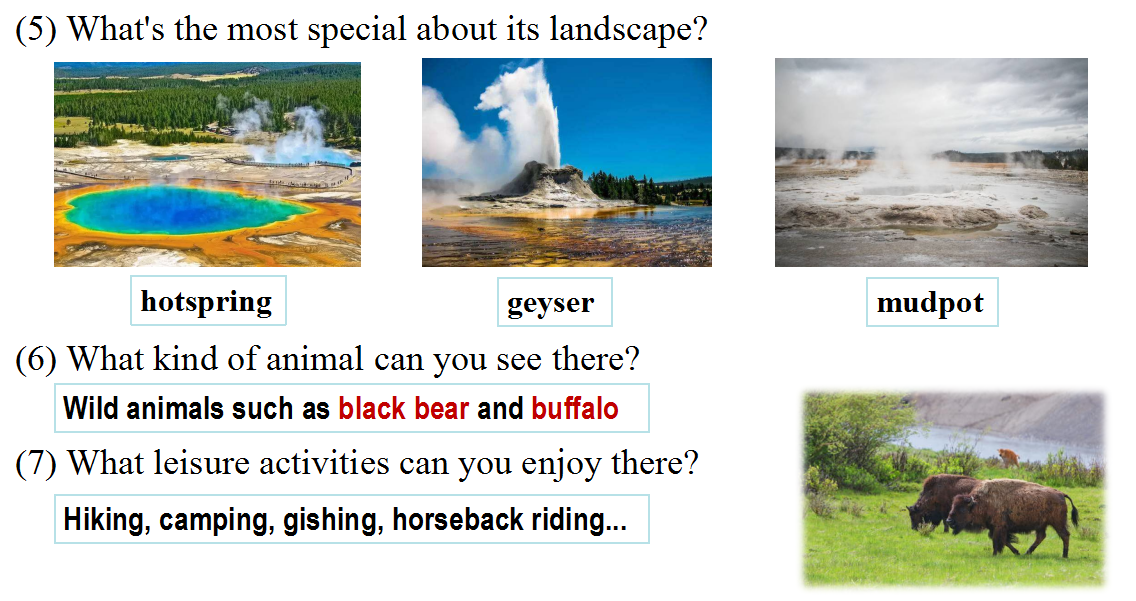 (5) What's the most special about its landscape?
hotspring
geyser
mudpot
(6) What kind of animal can you see there?
Wild animals such as black bear and buffalo
(7) What leisure activities can you enjoy there?
Hiking, camping, gishing, horseback riding...